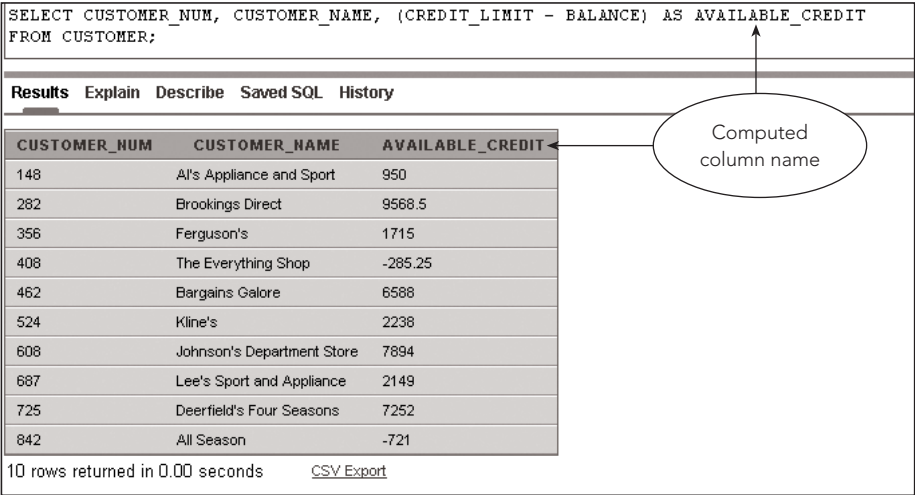 SELECT CUSTOMER_NUM, CUSTOMER_NAME, (CREDIT_LIMIT - BALANCE) AS AVAILABLE_CREDIT
FROM CUSTOMER;
Results Explain Describe Saved SQL History
CUSTOMER_NUM CUSTOMER_NAME AVAILABLE_CREDIT
148 Al's Appliance and Sport 950
282 Brookings Direct 9568.5
356 Ferguson's 1715
408 The Everything Shop -285.25
462 Bargains Galore 6588
524 Kline's 2238
608 Johnson's Department Store 7894
687 Lee's Sport and Appliance 2149
725 Deerfield's Four Seasons 7252
842 All Season -721
10 rows returned in 0.00 seconds CSV Export
Computed
column name